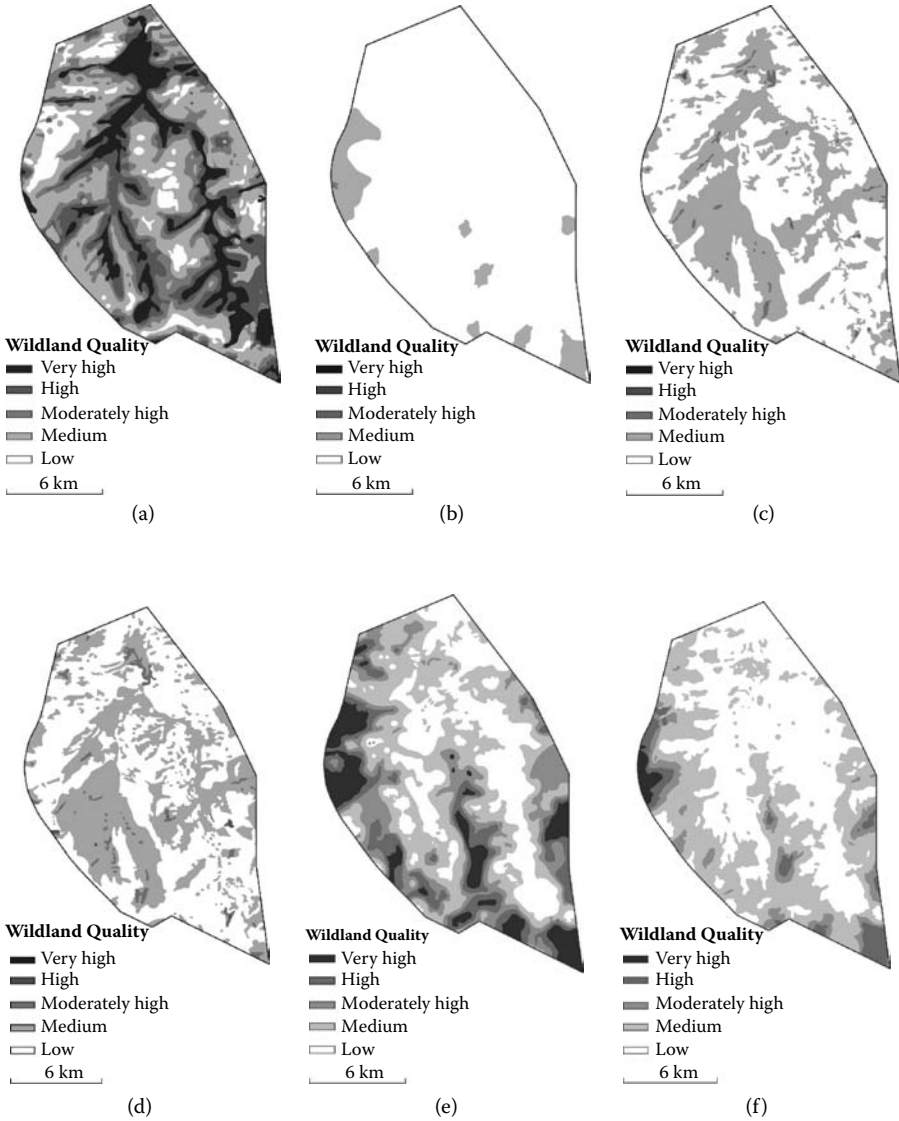 Wildland Quality
Very high
High
Moderately high
Medium
Low
6 km
(a)
Wildland Quality
Very high
High
Moderately high
Medium
Low
6 km
(b)
Wildland Quality
Very high
High
Moderately high
Medium
Low
6 km
(c)
Wildland Quality
Very high
High
Moderately high
Medium
Low
6 km
(d)
Wildland Quality
Very high
High
Moderately high
Medium
Low
6 km
(e)
Wildland Quality
Very high
High
Moderately high
Medium
Low
6 km
(f)